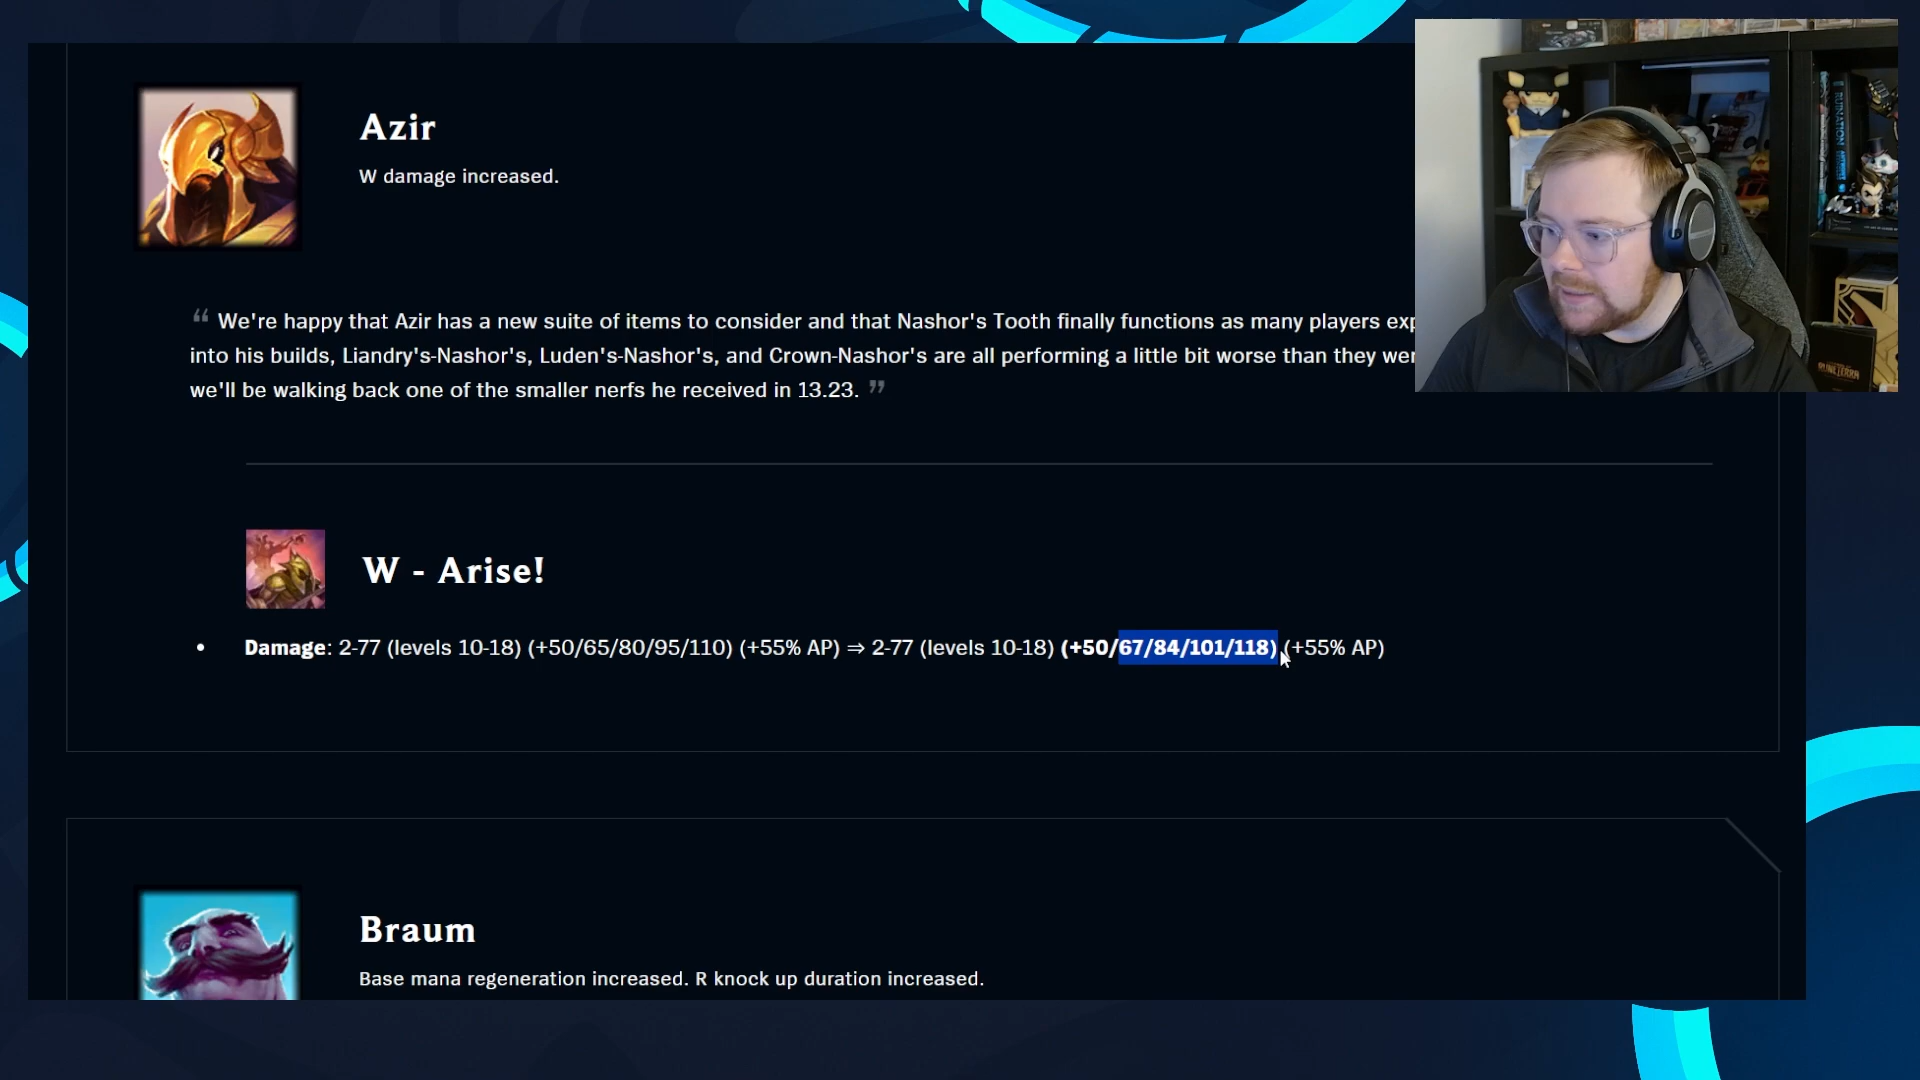 Azir
W damage increased.
“ We're happy that Azir has a new suite of items to consider and that Nashor's Tooth finally functions as many players exp
into his builds, Liandry's-Nashor's, Luden's-Nashor's, and Crown-Nashor's are all performing a little bit worse than they wer
we'll be walking back one of the smaller nerfs he received in 13.23. ”
W - Arise!
• Damage: 2-77 (levels 10-18) (+50/65/80/95/110) (+55% AP) ⇒ 2-77 (levels 10-18) (+50/67/84/101/118) (+55% AP)
Braum
Base mana regeneration increased. R knock up duration increased.
RUINATION
RUNETERRA